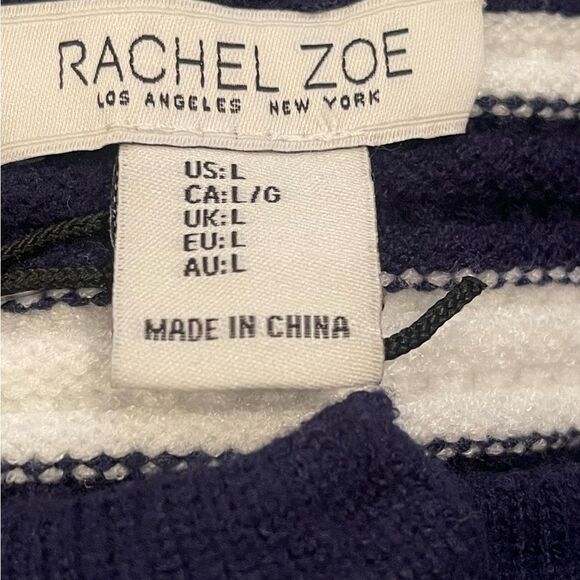 RACHEL ZOE
LOS ANGELES NEW YORK
US:L
CA:L/G
UK:L
EU:L
AU:L
MADE IN CHINA